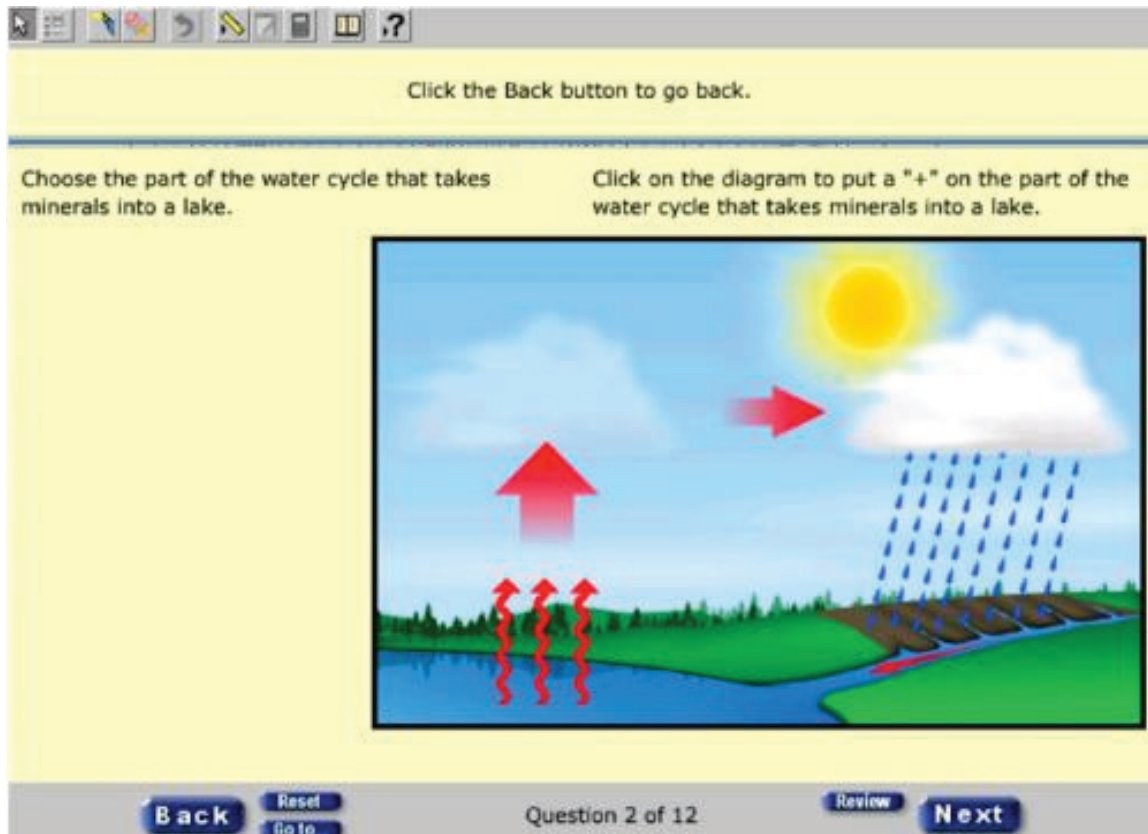 ?
Click the Back button to go back.
Choose the part of the water cycle that takes
minerals into a lake.
Click on the diagram to put a "+" on the part of the
water cycle that takes minerals into a lake.
Back
Reset
Go to
Question 2 of 12
Review
Next